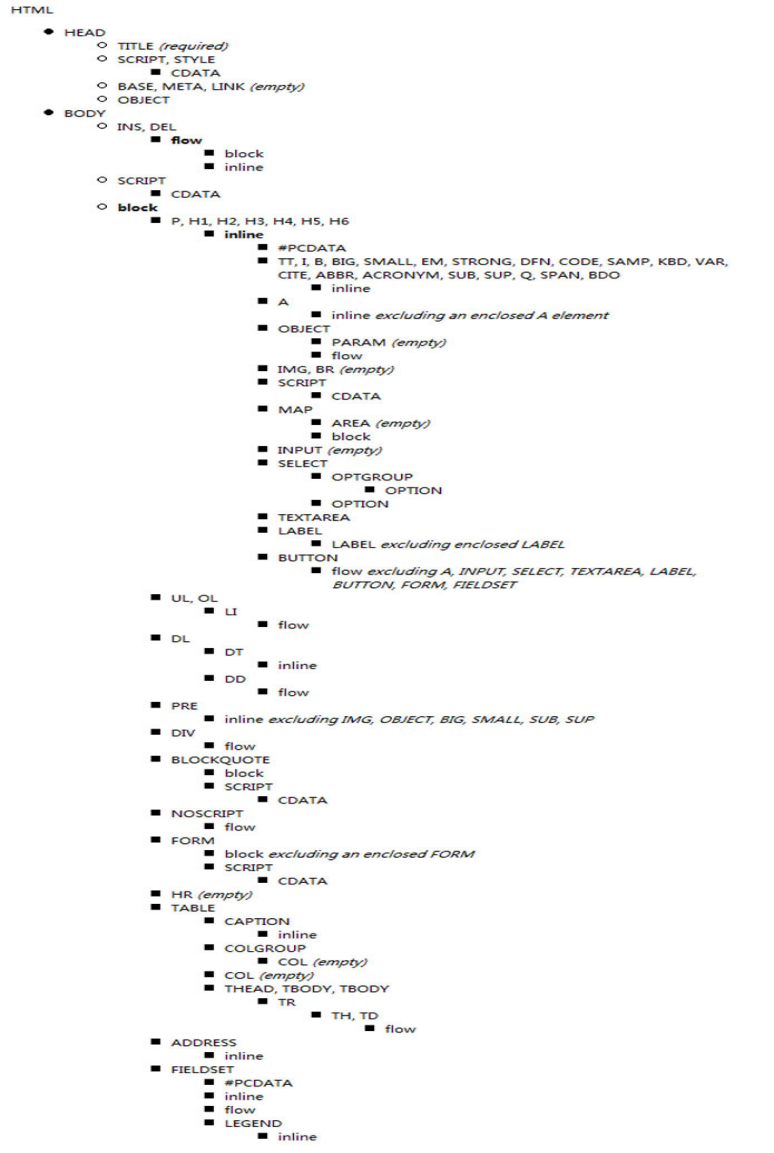 HTML
HEAD
TITLE (required)
SCRIPT, STYLE
CDATA
BASE, META, LINK (empty)
OBJECT
BODY
INS, DEL
flow
block
inline
SCRIPT
CDATA
block
P, H1, H2, H3, H4, H5, H6
inline
#PCDATA
TT, I, B, BIG, SMALL, EM, STRONG, DFN, CODE, SAMP, KBD, VAR,
CITE, ABBR, ACRONYM, SUB, SUP, Q, SPAN, BDO
inline
A
inline excluding an enclosed A element
OBJECT
PARAM (empty)
flow
IMG, BR (empty)
SCRIPT
CDATA
MAP
AREA (empty)
block
INPUT (empty)
SELECT
OPTGROUP
OPTION
OPTION
TEXTAREA
LABEL
LABEL excluding enclosed LABEL
BUTTON
flow excluding A, INPUT, SELECT, TEXTAREA, LABEL,
BUTTON, FORM, FIELDSET
UL, OL
LI
flow
DL
DT
inline
DD
flow
PRE
inline excluding IMG, OBJECT, BIG, SMALL, SUB, SUP
DIV
flow
BLOCKQUOTE
block
SCRIPT
CDATA
NOSCRIPT
flow
FORM
block excluding an enclosed FORM
SCRIPT
CDATA
HR (empty)
TABLE
CAPTION
inline
COLGROUP
COL (empty)
COL (empty)
THEAD, TBODY, TBODY
TR
TH, TD
flow
ADDRESS
inline
FIELDSET
#PCDATA
inline
flow
LEGEND
inline